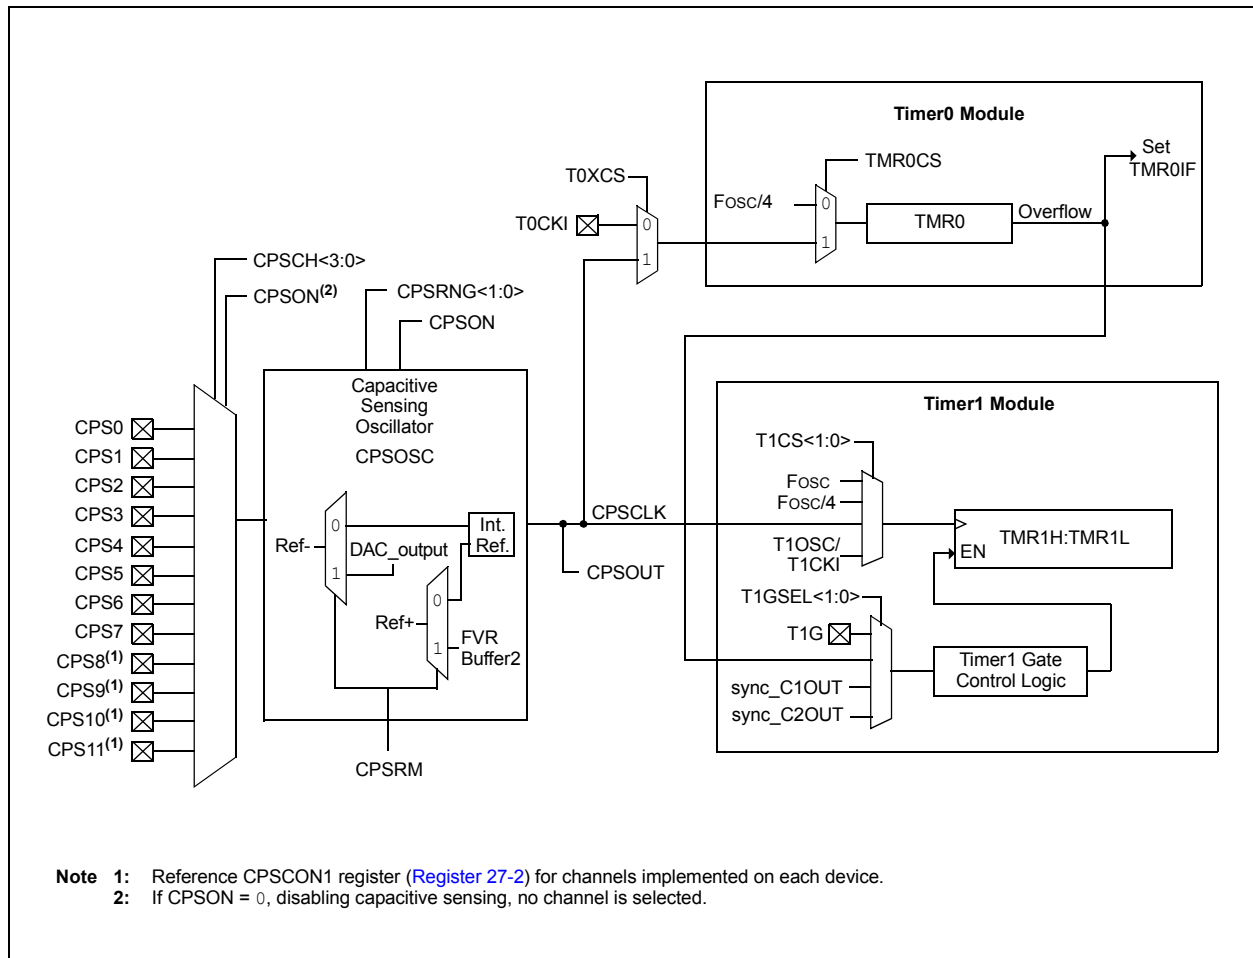 Timer0 Module
Set
TMR0IF
TMR0CS
T0XCS
FOSC/4
0
1
TMR0
Overflow
T0CKI
0
1
CPSCH<3:0>
CPSON(2)
CPSRNG<1:0>
CPSON
Capacitive
Sensing
Oscillator
CPSOSC
CPS0
CPS1
CPS2
CPS3
CPS4
CPS5
CPS6
CPS7
CPS8(1)
CPS9(1)
CPS10(1)
CPS11(1)
0
1
Ref-
DAC_output
Int.
Ref.
0
1
Ref+
FVR
Buffer2
CPSRM
CPSCLK
CPSOUT
Timer1 Module
T1CS<1:0>
FOSC
FOSC/4
T1OSC/
T1CKI
EN
TMR1H:TMR1L
T1GSEL<1:0>
T1G
sync_C1OUT
sync_C2OUT
Timer1 Gate
Control Logic
Note 1: Reference CPSCON1 register (Register 27-2) for channels implemented on each device.
2: If CPSON = 0, disabling capacitive sensing, no channel is selected.